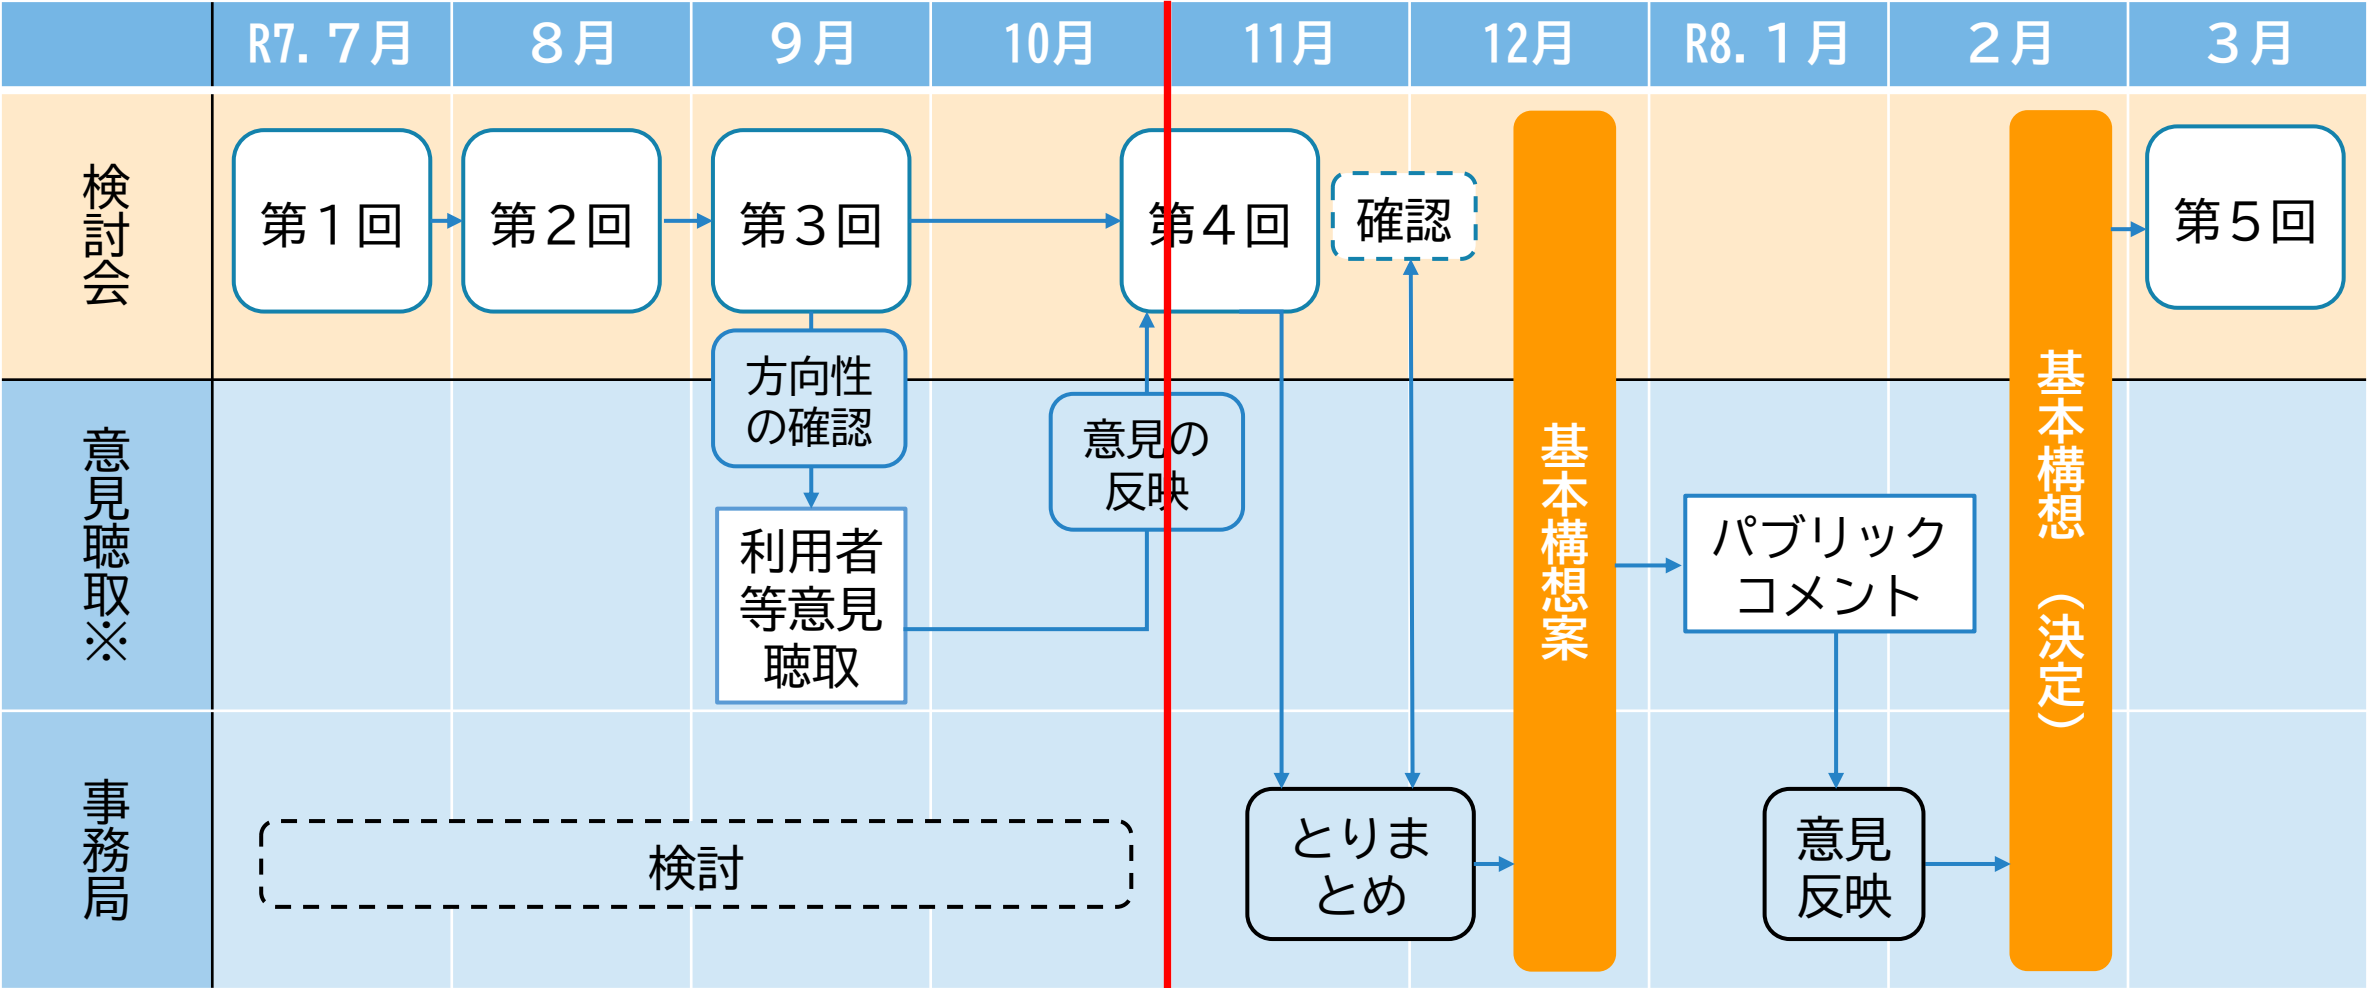 R7.７月
８月
９月
10月
11月
12月
R8.１月
２月
３月
検討会
第１回
第２回
第３回
第４回
確認
第５回
方向性
の確認
意見の
反映
意見聴取※
利用者
等意見
聴取
基本構想案
パブリック
コメント
基本構想　（決定）
事務局
検討
とりま
とめ
意見
反映